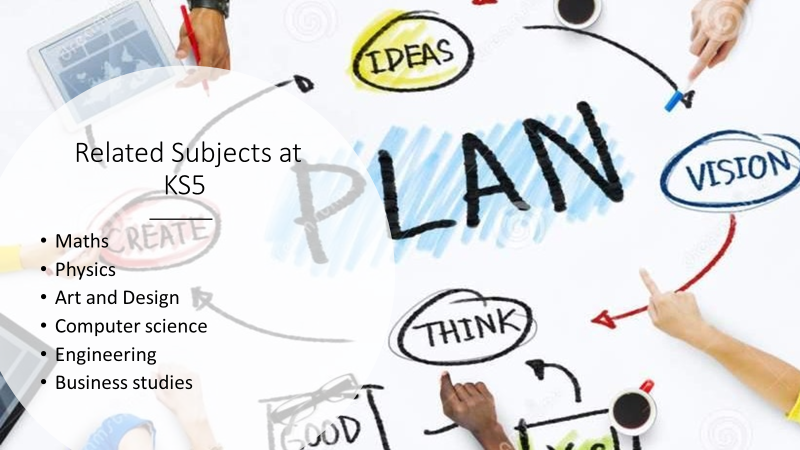 Related Subjects at
KS5
• Maths
• Physics
• Art and Design
• Computer science
• Engineering
• Business studies
IDEAS
PLAN
VISION
CREATE
THINK
GOOD